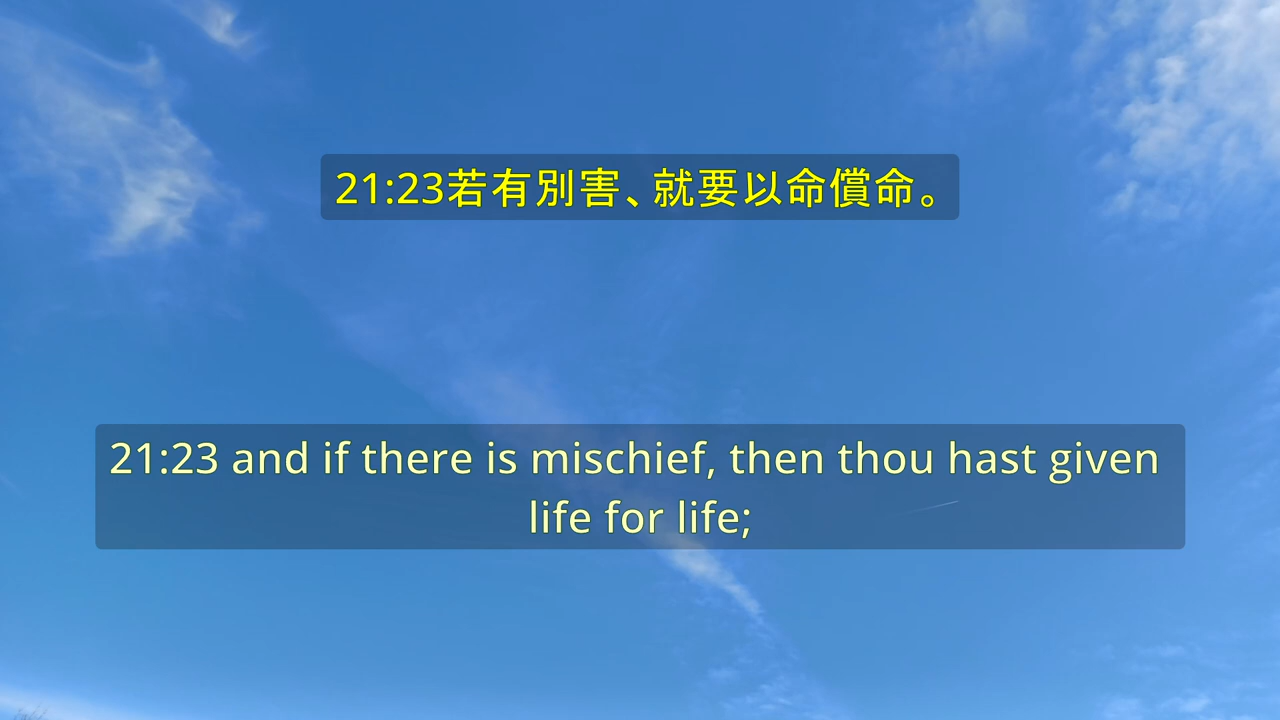 21:23若有別害、就要以命償命。
21:23 and if there is mischief, then thou hast given
life for life;